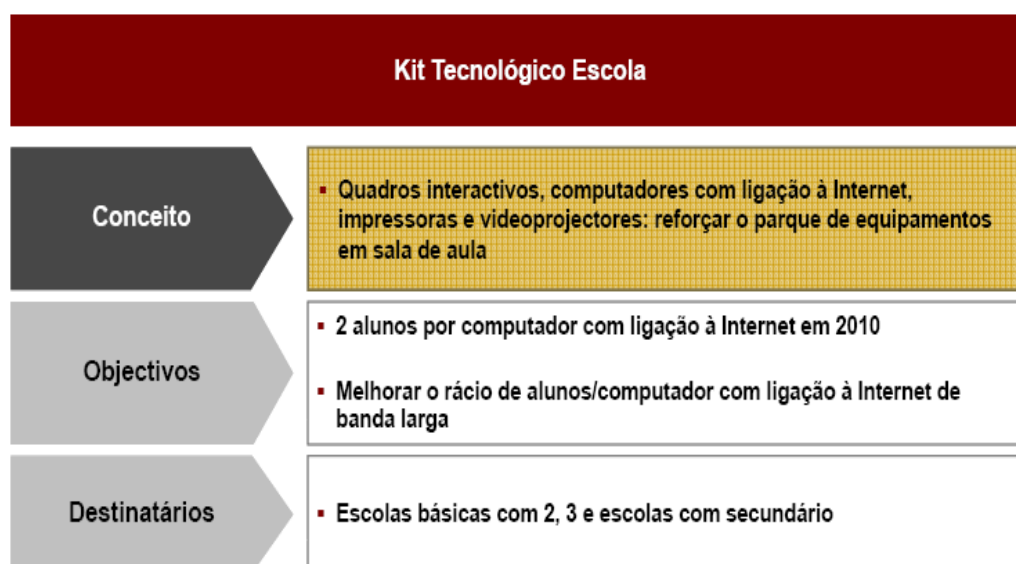 Kit Tecnológico Escola
Conceito
▪ Quadros interactivos, computadores com ligação à Internet,
impressoras e videoprojectores: reforçar o parque de equipamentos
em sala de aula
Objectivos
▪ 2 alunos por computador com ligação à Internet em 2010
▪ Melhorar o rácio de alunos/computador com ligação à Internet de
banda larga
Destinatários
▪ Escolas básicas com 2, 3 e escolas com secundário